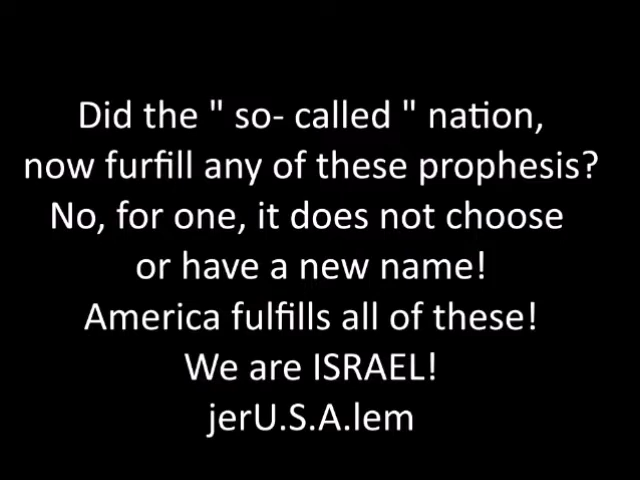 Did the " so- called " nation,
now furfill any of these prophesis?
No, for one, it does not choose
or have a new name!
America fulfills all of these!
We are ISRAEL!
jerU.S.A.lem